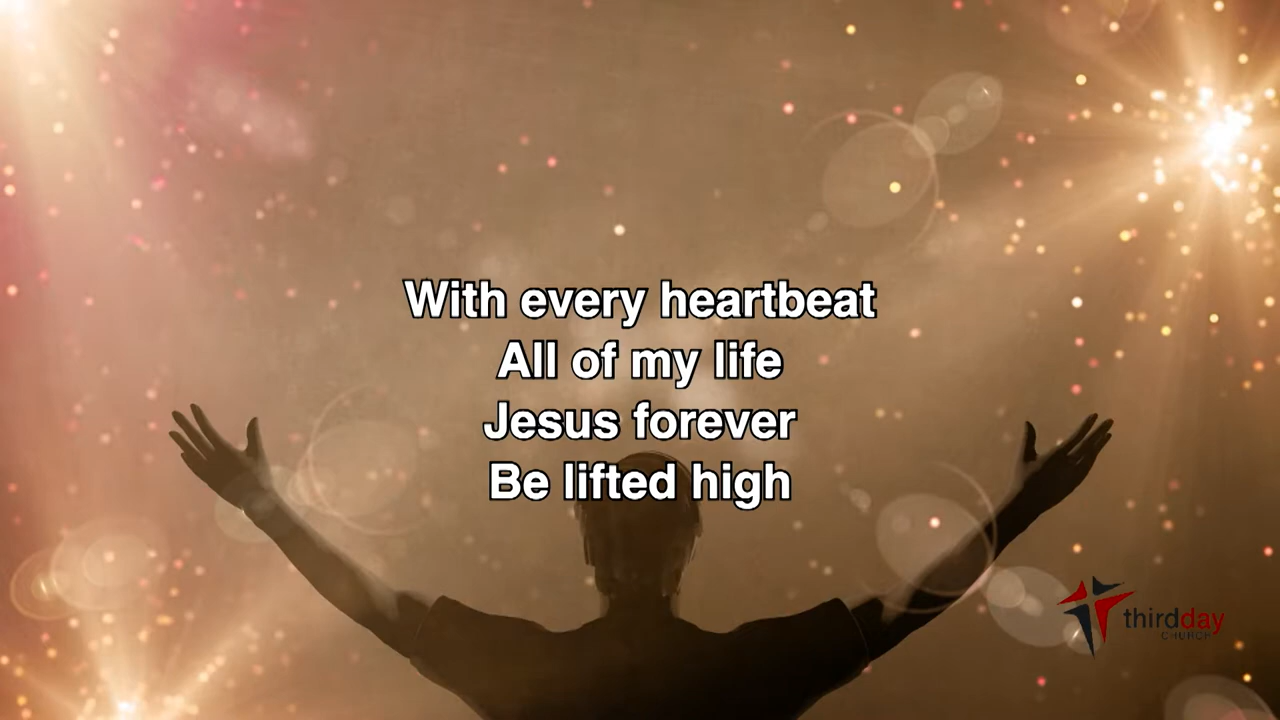 With every heartbeat
All of my life
Jesus forever
Be lifted high
thirdday
CHURCH